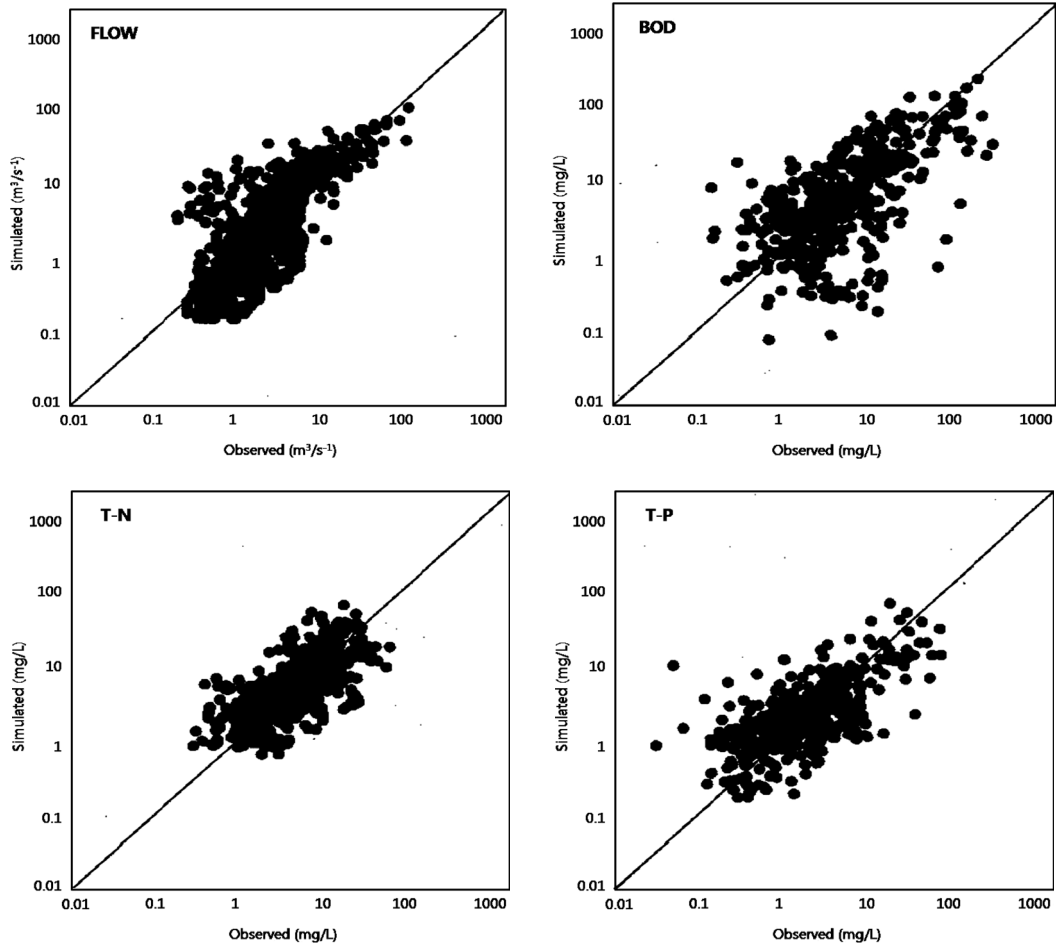 FLOW
Simulated (m³/s⁻¹)
1000
100
10
1
0.1
0.01
0.01 0.1 1 10 100 1000
Observed (m³/s⁻¹)
BOD
Simulated (mg/L)
1000
100
10
1
0.1
0.01
0.01 0.1 1 10 100 1000
Observed (mg/L)
T-N
Simulated (mg/L)
1000
100
10
1
0.1
0.01
0.01 0.1 1 10 100 1000
Observed (mg/L)
T-P
Simulated (mg/L)
1000
100
10
1
0.1
0.01
0.01 0.1 1 10 100 1000
Observed (mg/L)